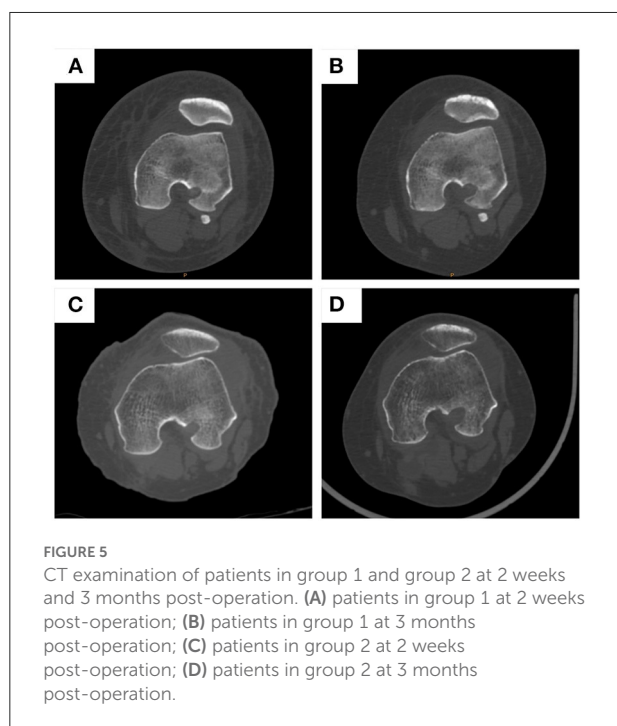 A
B
C
D
FIGURE 5
CT examination of patients in group 1 and group 2 at 2 weeks
and 3 months post-operation. (A) patients in group 1 at 2 weeks
post-operation; (B) patients in group 1 at 3 months
post-operation; (C) patients in group 2 at 2 weeks
post-operation; (D) patients in group 2 at 3 months
post-operation.